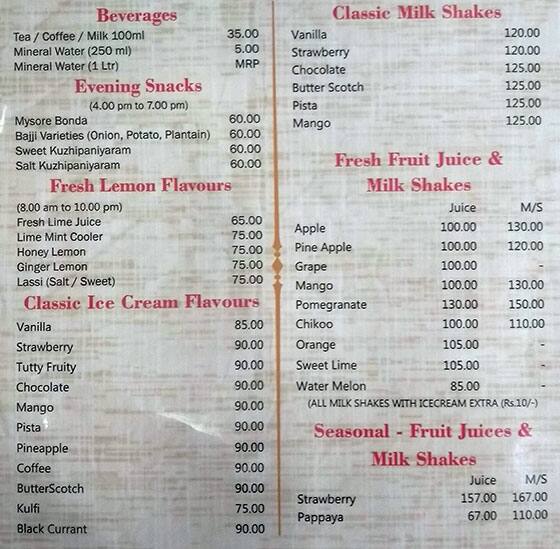 Beverages
Tea / Coffee / Milk 100ml 35.00
Mineral Water (250 ml) 5.00
Mineral Water (1 Ltr) MRP
Evening Snacks
(4.00 pm to 7.00 pm)
Mysore Bonda 60.00
Bajji Varieties (Onion, Potato, Plantain) 60.00
Sweet Kuzhipaniyaram 60.00
Salt Kuzhipaniyaram 60.00
Fresh Lemon Flavours
(8.00 am to 10.00 pm)
Fresh Lime Juice 65.00
Lime Mint Cooler 75.00
Honey Lemon 75.00
Ginger Lemon 75.00
Lassi (Salt / Sweet) 75.00
Classic Ice Cream Flavours
Vanilla 85.00
Strawberry 90.00
Tutty Fruity 90.00
Chocolate 90.00
Mango 90.00
Pista 90.00
Pineapple 90.00
Coffee 90.00
ButterScotch 90.00
Kulfi 75.00
Black Currant 90.00
Classic Milk Shakes
Vanilla 120.00
Strawberry 120.00
Chocolate 125.00
Butter Scotch 125.00
Pista 125.00
Mango 125.00
Fresh Fruit Juice &
Milk Shakes
Juice M/S
Apple 100.00 130.00
Pine Apple 100.00 120.00
Grape 100.00 -
Mango 100.00 130.00
Pomegranate 130.00 150.00
Chikoo 100.00 110.00
Orange 105.00 -
Sweet Lime 105.00 -
Water Melon 85.00 -
(ALL MILK SHAKES WITH ICECREAM EXTRA (Rs.10/-)
Seasonal - Fruit Juices &
Milk Shakes
Juice M/S
Strawberry 157.00 167.00
Pappaya 67.00 110.00